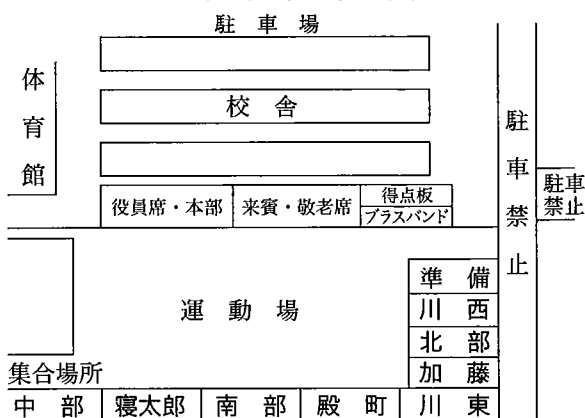 駐車場
体育館
校舎
駐車禁止
駐車
禁止
役員席・本部
来賓・敬老席
得点板
ブラスバンド
運動場
準備
川西
北部
加藤
集合場所
中部
寝太郎
南部
殿町
川東